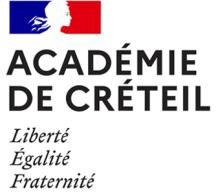 ACADÉMIE
DE CRÉTEIL
Liberté
Égalité
Fraternité